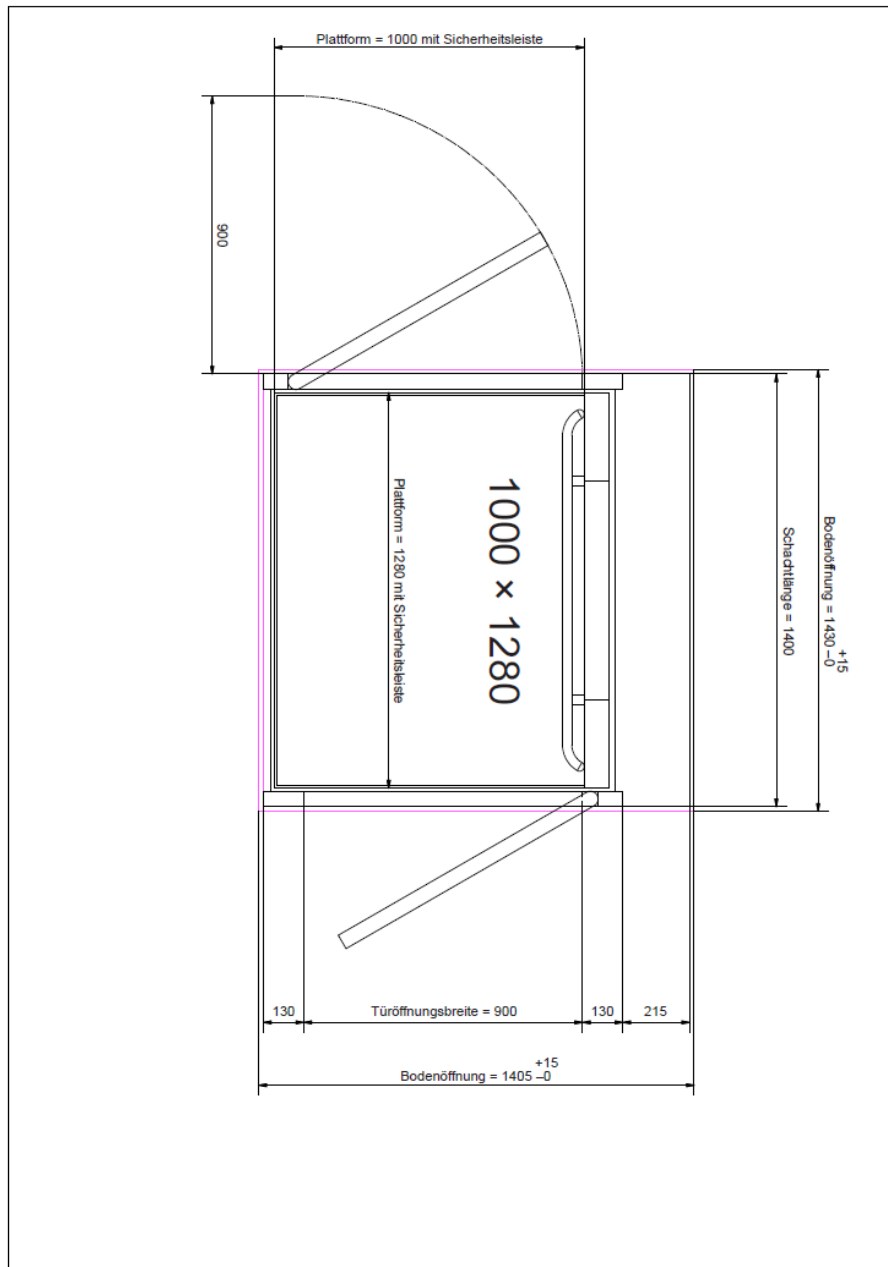 Plattform = 1000 mit Sicherheitsleiste
900
Plattform = 1280 mit Sicherheitsleiste
1000 × 1280
Schachtlänge = 1400
Bodenöffnung = 1430 +15 –0
130
Türöffnungsbreite = 900
130
215
Bodenöffnung = 1405 +15 –0